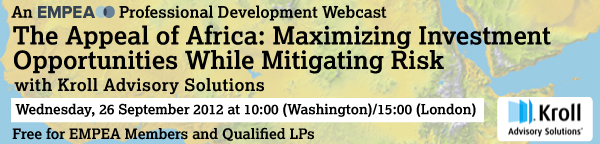 An EMPEA Professional Development Webcast
The Appeal of Africa: Maximizing Investment
Opportunities While Mitigating Risk
with Kroll Advisory Solutions
Wednesday, 26 September 2012 at 10:00 (Washington)/15:00 (London)
Free for EMPEA Members and Qualified LPs
Kroll
Advisory Solutions®